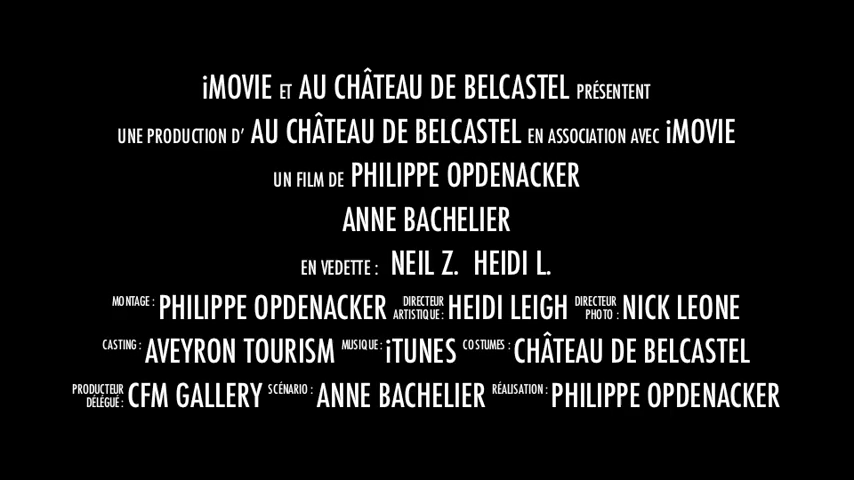 iMOVIE ET AU CHÂTEAU DE BELCASTEL PRÉSENTENT
UNE PRODUCTION D' AU CHÂTEAU DE BELCASTEL EN ASSOCIATION AVEC iMOVIE
UN FILM DE PHILIPPE OPDENACKER
ANNE BACHELIER
EN VEDETTE : NEIL Z. HEIDI L.
MONTAGE : PHILIPPE OPDENACKER DIRECTEUR ARTISTIQUE : HEIDI LEIGH DIRECTEUR PHOTO : NICK LEONE
CASTING : AVEYRON TOURISM MUSIQUE : iTUNES COSTUMES : CHÂTEAU DE BELCASTEL
PRODUCTEUR DÉLÉGUÉ : CFM GALLERY SCÉNARIO : ANNE BACHELIER RÉALISATION : PHILIPPE OPDENACKER